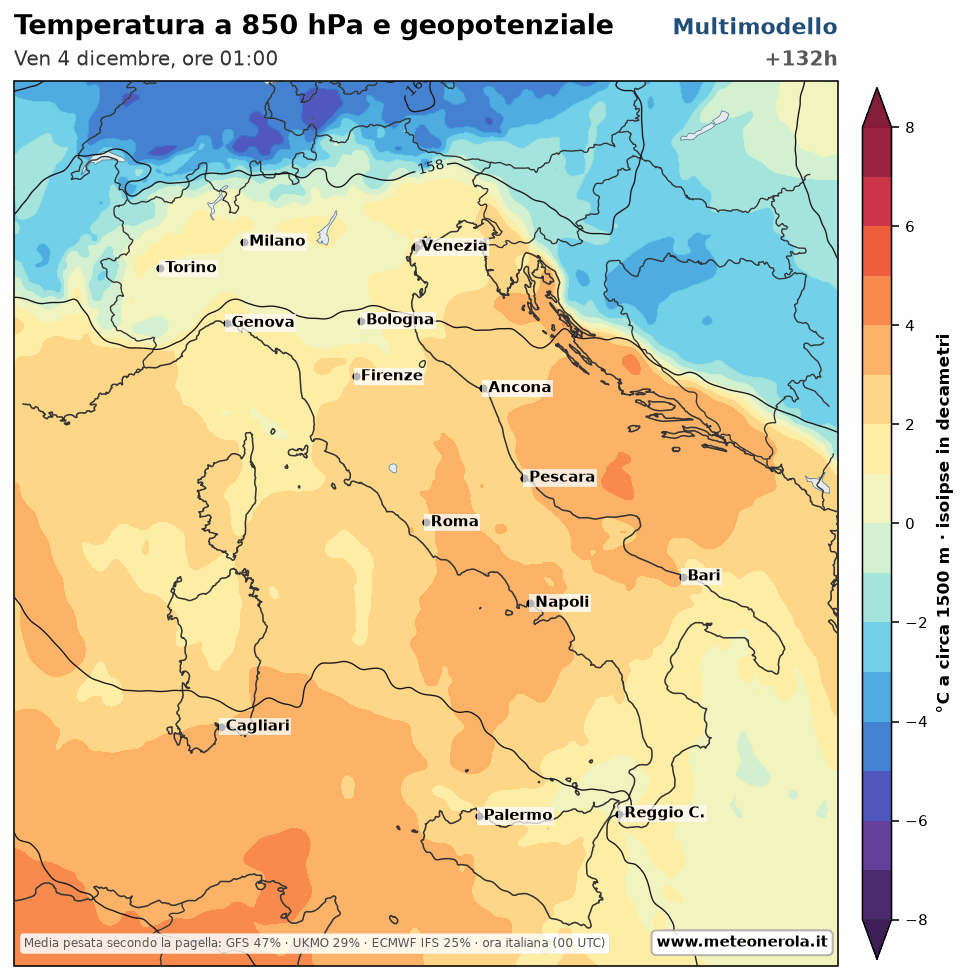 Temperatura a 850 hPa e geopotenziale
Multimodello
Ven 4 dicembre, ore 01:00
+132h
158
Milano
Venezia
Torino
Genova
Bologna
Firenze
Ancona
Pescara
Roma
Bari
Napoli
Cagliari
Palermo
Reggio C.
8
6
4
2
0
−2
−4
−6
−8
°C a circa 1500 m · isoipse in decametri
Media pesata secondo la pagella: GFS 47% · UKMO 29% · ECMWF IFS 25% · ora italiana (00 UTC)
www.meteonerola.it